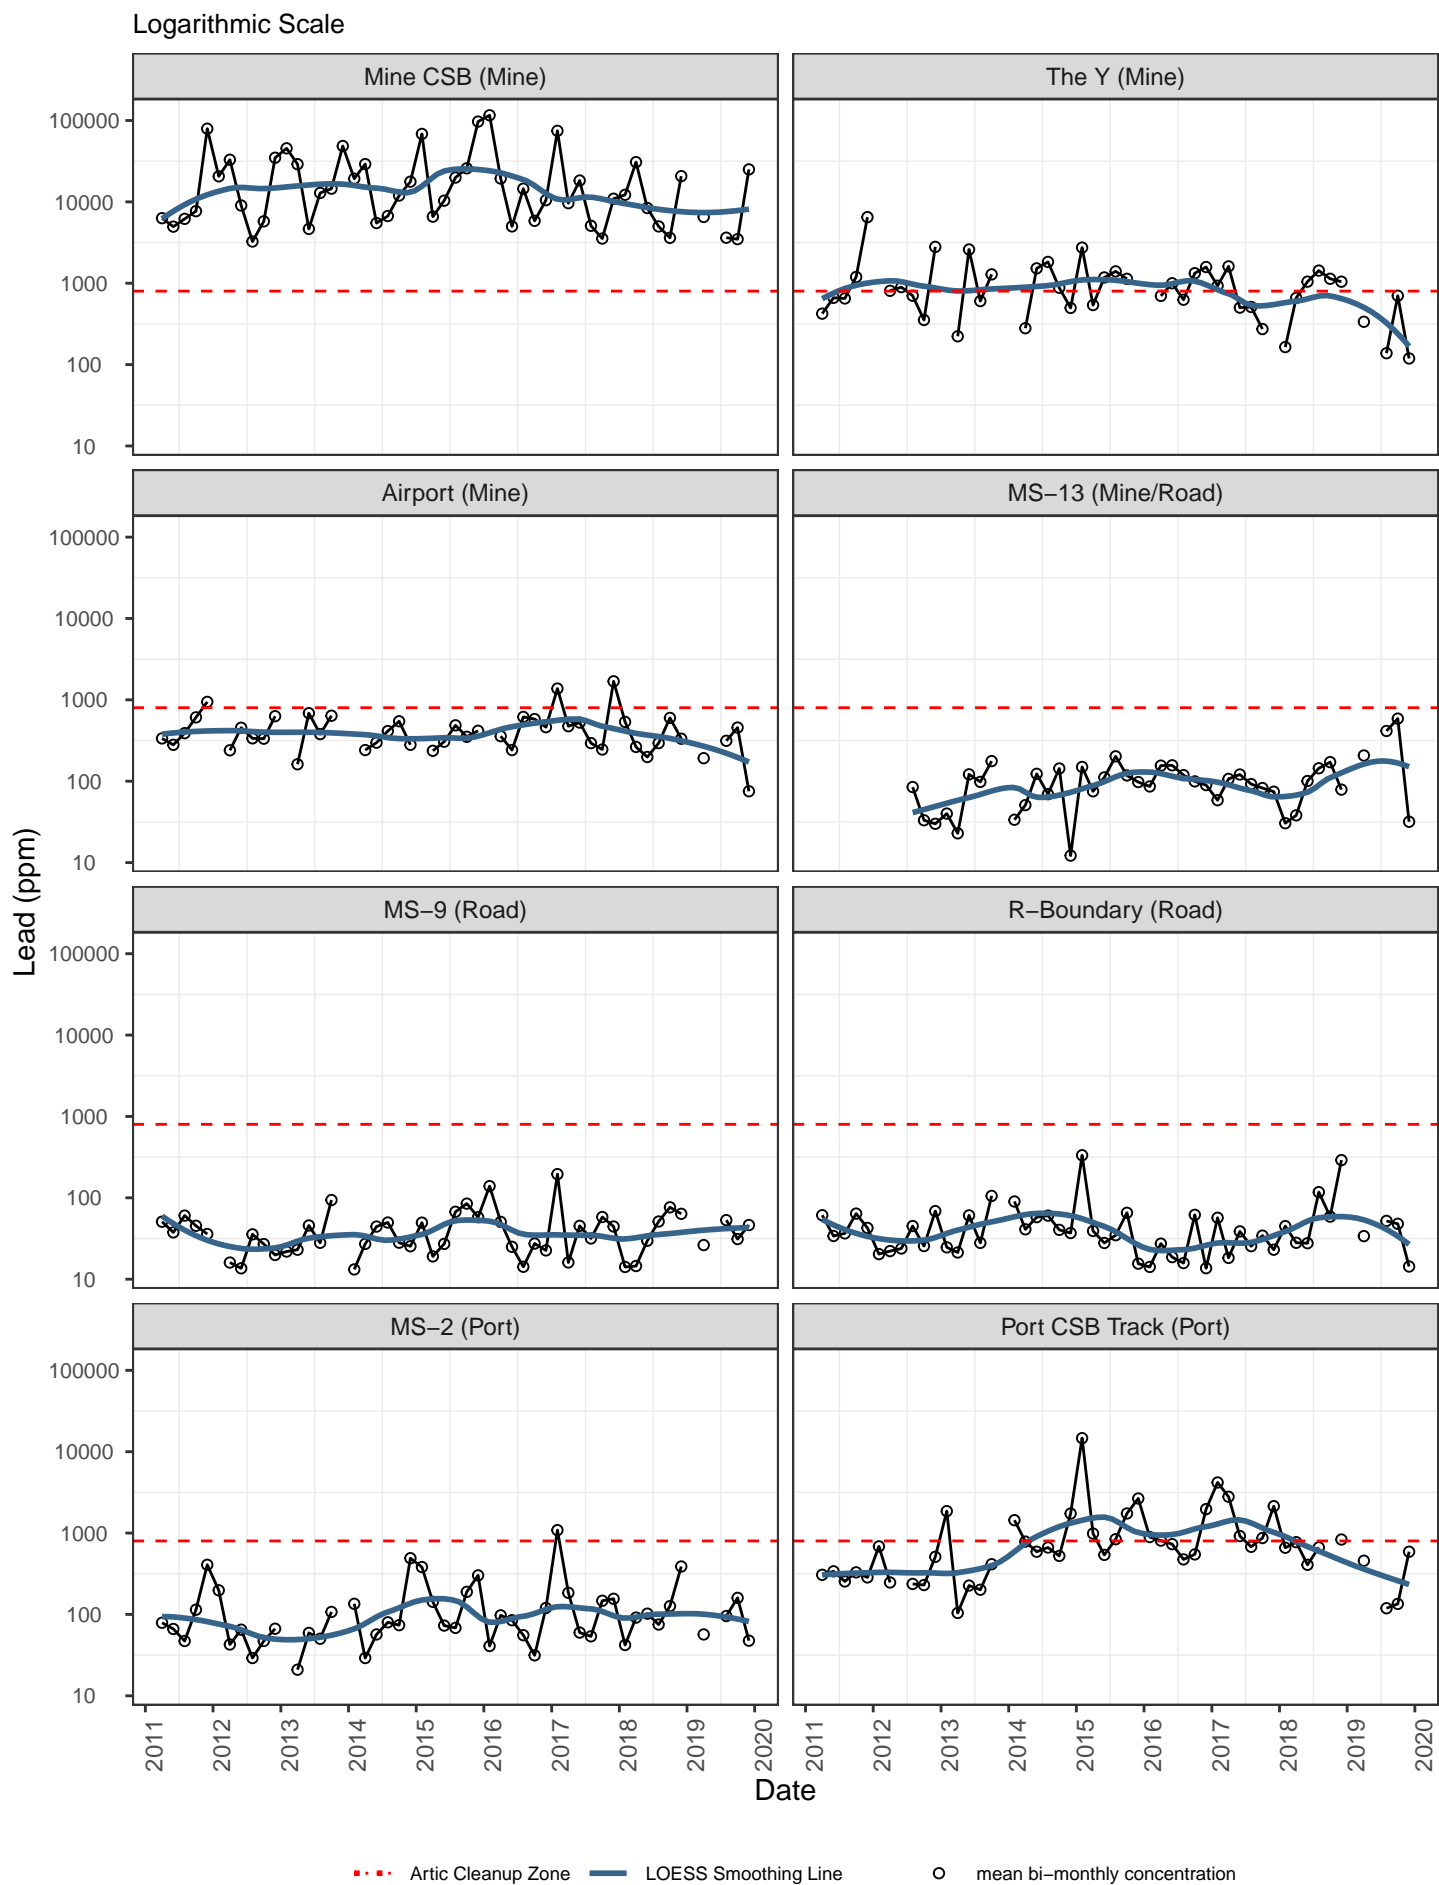 Logarithmic Scale
Mine CSB (Mine)
The Y (Mine)
100000
10000
1000
100
10
Airport (Mine)
MS−13 (Mine/Road)
100000
10000
1000
100
10
Lead (ppm)
MS−9 (Road)
R−Boundary (Road)
100000
10000
1000
100
10
MS−2 (Port)
Port CSB Track (Port)
100000
10000
1000
100
10
2011 2012 2013 2014 2015 2016 2017 2018 2019 2020
2011 2012 2013 2014 2015 2016 2017 2018 2019 2020
Date
Artic Cleanup Zone
LOESS Smoothing Line
mean bi−monthly concentration